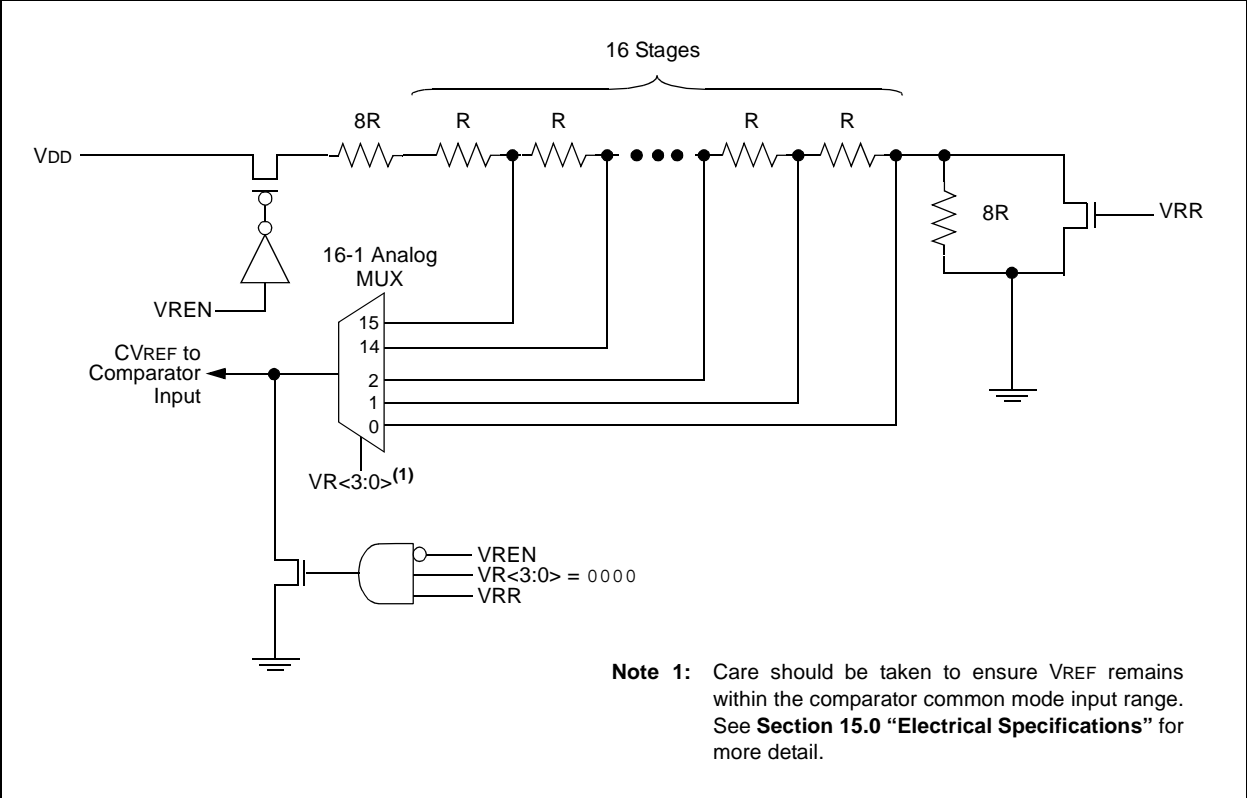 16 Stages
8R R R R R
VDD
8R
VRR
16-1 Analog
MUX
VREN
15
14
2
1
0
CVREF to
Comparator
Input
VR<3:0>(1)
VREN
VR<3:0> = 0000
VRR
Note 1: Care should be taken to ensure VREF remains
within the comparator common mode input range.
See Section 15.0 “Electrical Specifications” for
more detail.